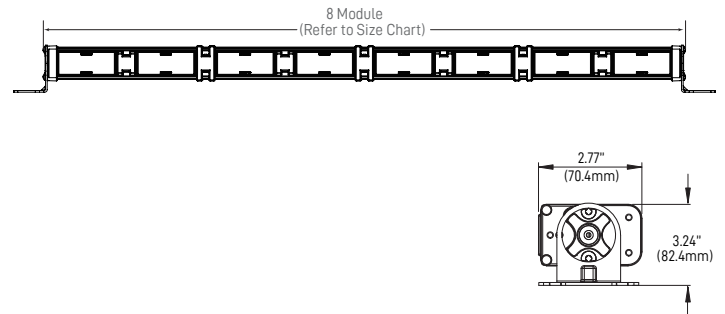 8 Module
(Refer to Size Chart)
2.77"
(70.4mm)
3.24"
(82.4mm)